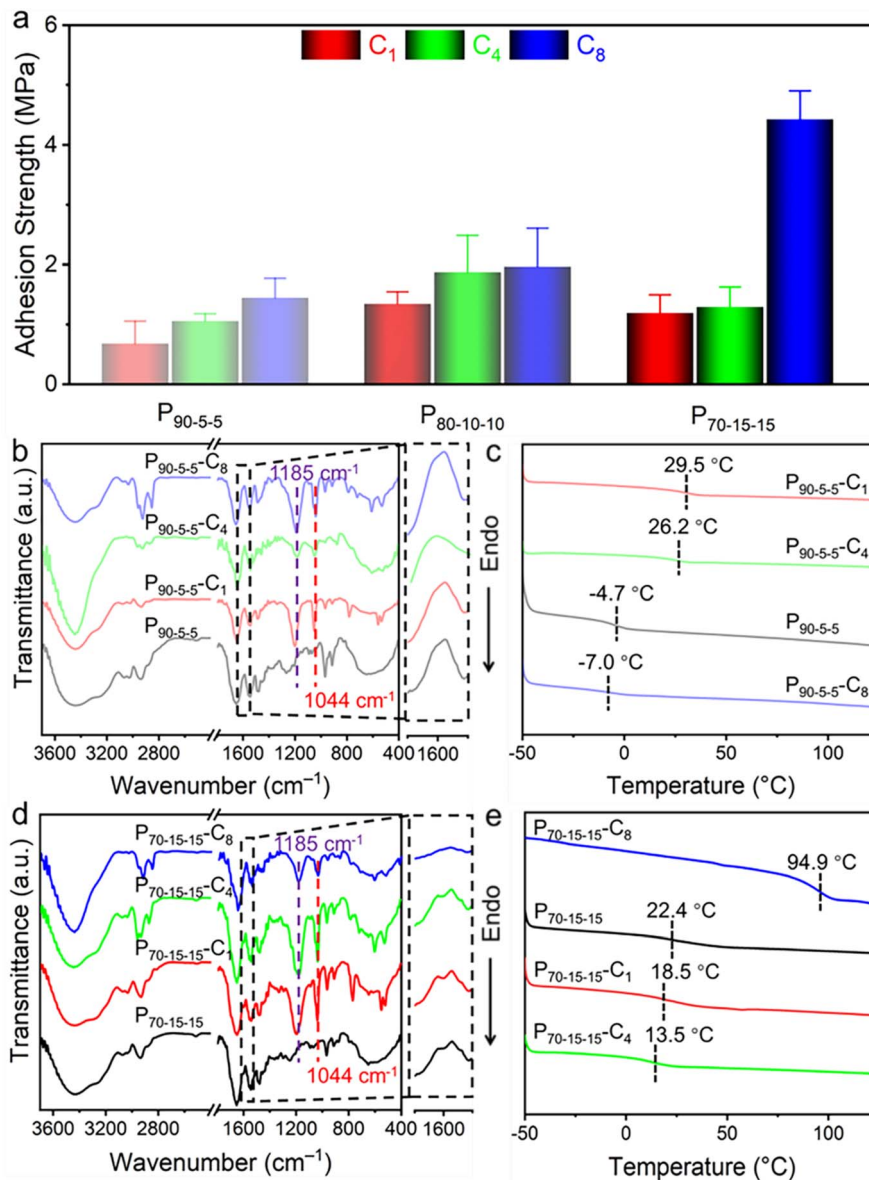 a
Adhesion Strength (MPa)
6
4
2
0
C₁ C₄ C₈
P₉₀₋₅₋₅ P₈₀₋₁₀₋₁₀ P₇₀₋₁₅₋₁₅
b
Transmittance (a.u.)
P₉₀₋₅₋₅-C₈
1185 cm⁻¹
P₉₀₋₅₋₅-C₄
P₉₀₋₅₋₅-C₁
P₉₀₋₅₋₅
1044 cm⁻¹
3600 2800 1600 1200 800 400 1600
Wavenumber (cm⁻¹)
c
Endo
29.5 °C
P₉₀₋₅₋₅-C₁
26.2 °C
P₉₀₋₅₋₅-C₄
-4.7 °C
P₉₀₋₅₋₅
-7.0 °C
P₉₀₋₅₋₅-C₈
-50 0 50 100
Temperature (°C)
d
Transmittance (a.u.)
P₇₀₋₁₅₋₁₅-C₈
1185 cm⁻¹
P₇₀₋₁₅₋₁₅-C₄
P₇₀₋₁₅₋₁₅-C₁
P₇₀₋₁₅₋₁₅
1044 cm⁻¹
3600 2800 1600 1200 800 400 1600
Wavenumber (cm⁻¹)
e
Endo
P₇₀₋₁₅₋₁₅-C₈
94.9 °C
P₇₀₋₁₅₋₁₅
22.4 °C
P₇₀₋₁₅₋₁₅-C₁
18.5 °C
P₇₀₋₁₅₋₁₅-C₄
13.5 °C
-50 0 50 100
Temperature (°C)